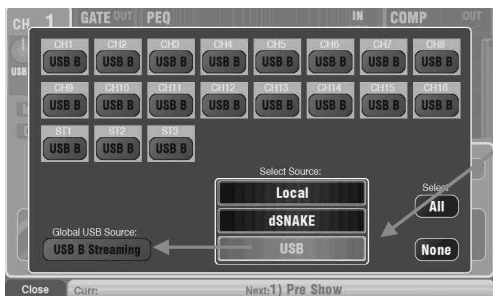 CH 1 GATE OUT PEQ IN COMP OUT
USB
CH1 CH2 CH3 CH4 CH5 CH6 CH7 CH8
USB B USB B USB B USB B USB B USB B USB B USB B
CH9 CH10 CH11 CH12 CH13 CH14 CH15 CH16
USB B USB B USB B USB B USB B USB B USB B USB B
ST1 ST2 ST3
USB B USB B USB B
Select Source:
Local
dSNAKE
USB
Select
All
None
Global USB Source:
USB B Streaming
Close Curr: Next:1) Pre Show